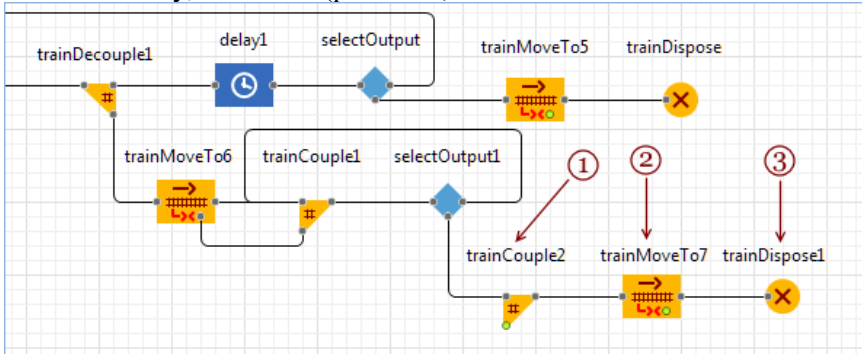 trainDecouple1
delay1
selectOutput
trainMoveTo5
trainDispose
#
trainMoveTo6
trainCouple1
selectOutput1
1
2
3
#
trainCouple2
trainMoveTo7
trainDispose1
#